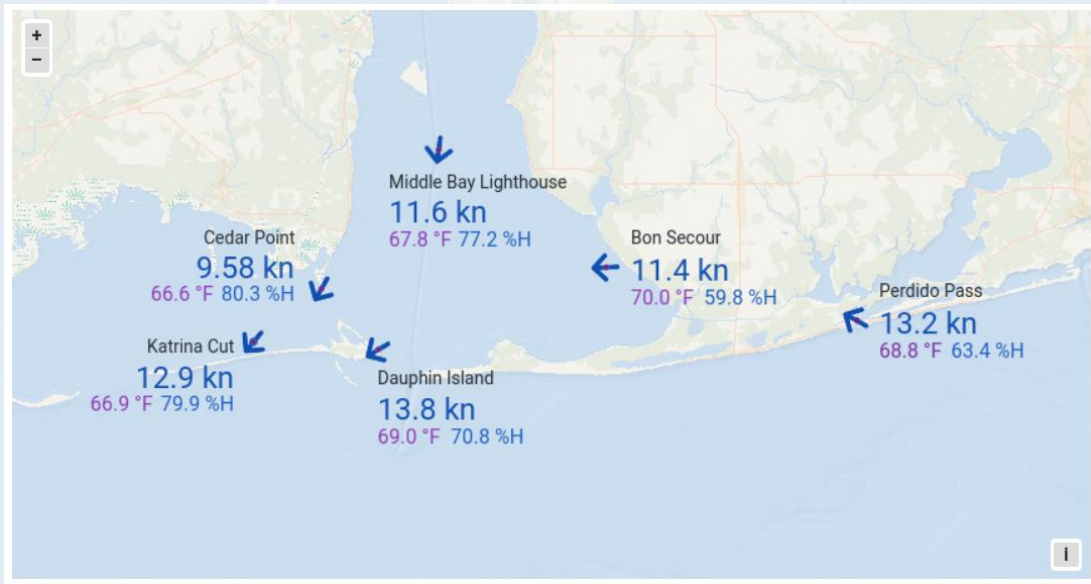 +
−
Middle Bay Lighthouse
11.6 kn
67.8 °F 77.2 %H
Cedar Point
9.58 kn
66.6 °F 80.3 %H
Bon Secour
11.4 kn
70.0 °F 59.8 %H
Perdido Pass
13.2 kn
68.8 °F 63.4 %H
Katrina Cut
12.9 kn
66.9 °F 79.9 %H
Dauphin Island
13.8 kn
69.0 °F 70.8 %H
i